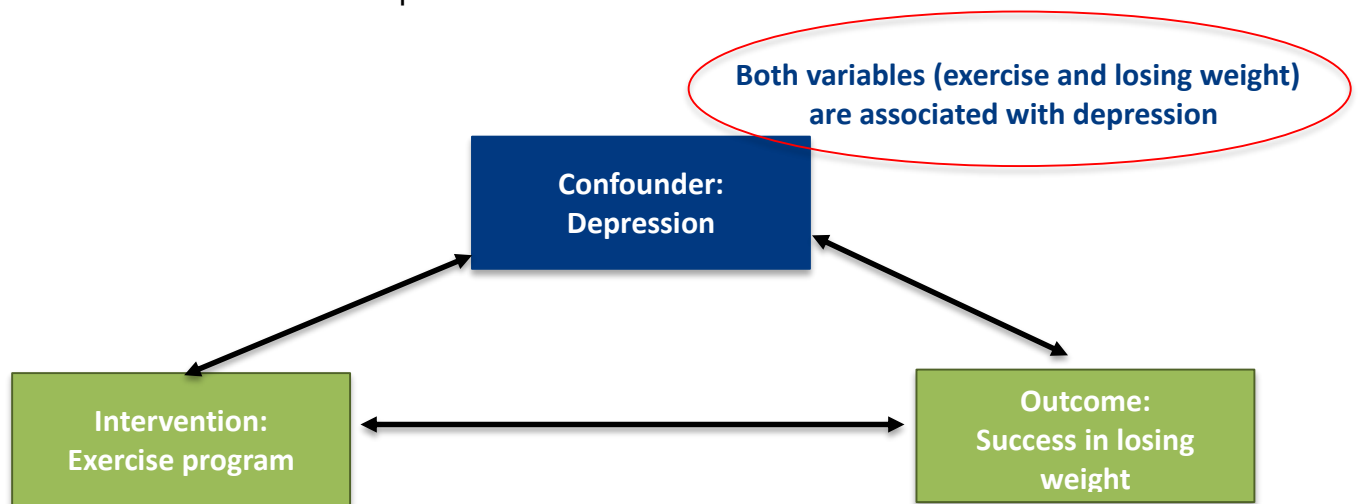 Both variables (exercise and losing weight)
are associated with depression
Confounder:
Depression
Intervention:
Exercise program
Outcome:
Success in losing
weight